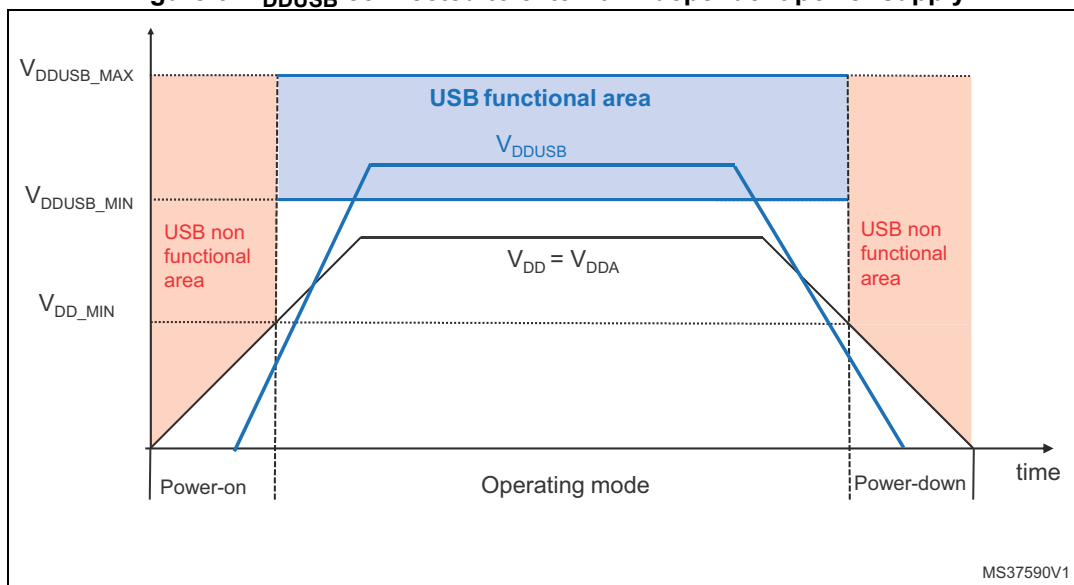 DDUSB
VDDUSB_MAX
USB functional area
VDDUSB
VDDUSB_MIN
USB non
functional
area
USB non
functional
area
VDD = VDDA
VDD_MIN
time
Power-on
Operating mode
Power-down
MS37590V1